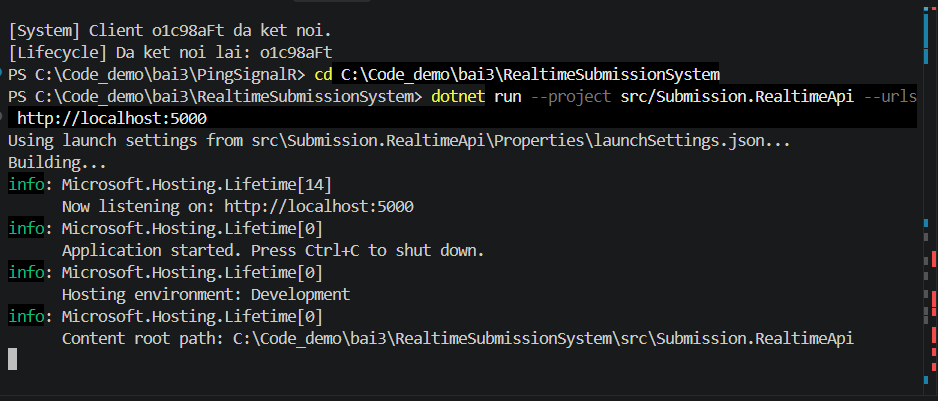 [System] Client o1c98aFt da ket noi.
[Lifecycle] Da ket noi lai: o1c98aFt
PS C:\Code_demo\bai3\PingSignalR> cd C:\Code_demo\bai3\RealtimeSubmissionSystem
PS C:\Code_demo\bai3\RealtimeSubmissionSystem> dotnet run --project src/Submission.RealtimeApi --urls
http://localhost:5000
Using launch settings from src\Submission.RealtimeApi\Properties\launchSettings.json...
Building...
info: Microsoft.Hosting.Lifetime[14]
Now listening on: http://localhost:5000
info: Microsoft.Hosting.Lifetime[0]
Application started. Press Ctrl+C to shut down.
info: Microsoft.Hosting.Lifetime[0]
Hosting environment: Development
info: Microsoft.Hosting.Lifetime[0]
Content root path: C:\Code_demo\bai3\RealtimeSubmissionSystem\src\Submission.RealtimeApi